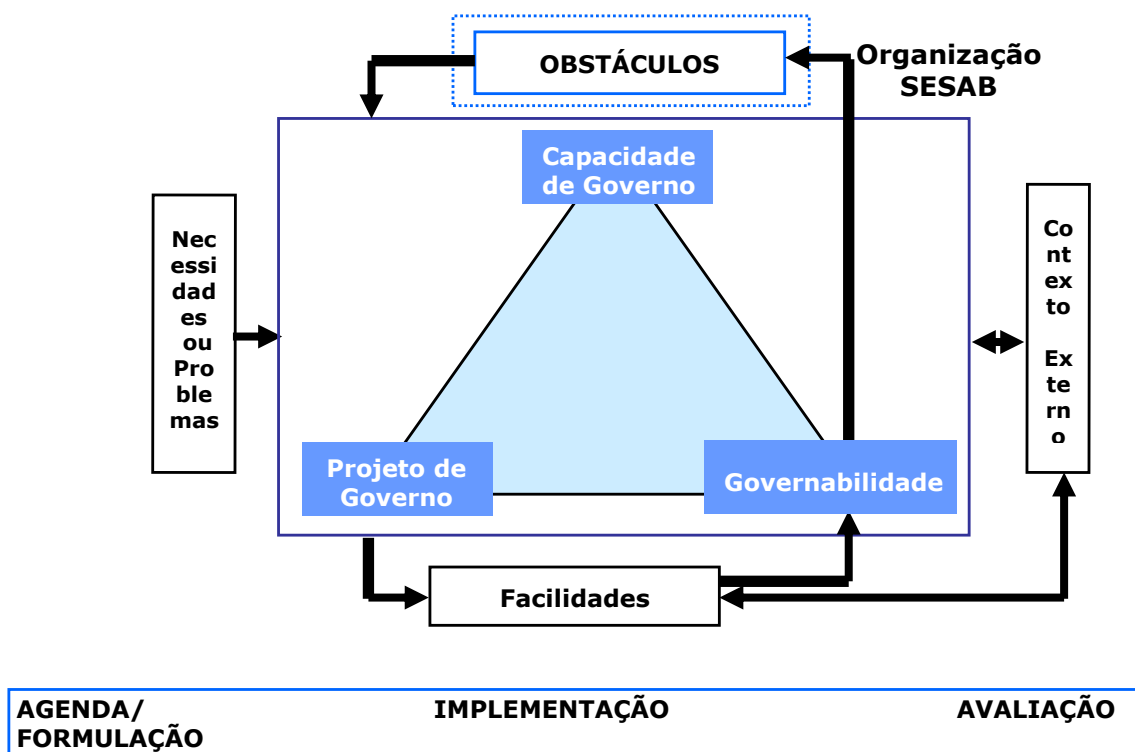 OBSTÁCULOS
Organização
SESAB
Capacidade
de Governo
Nec
essi
dad
es
ou
Pro
ble
mas
Co
nt
ex
to
Ex
te
rn
o
Projeto de
Governo
Governabilidade
Facilidades
AGENDA/
FORMULAÇÃO
IMPLEMENTAÇÃO
AVALIAÇÃO